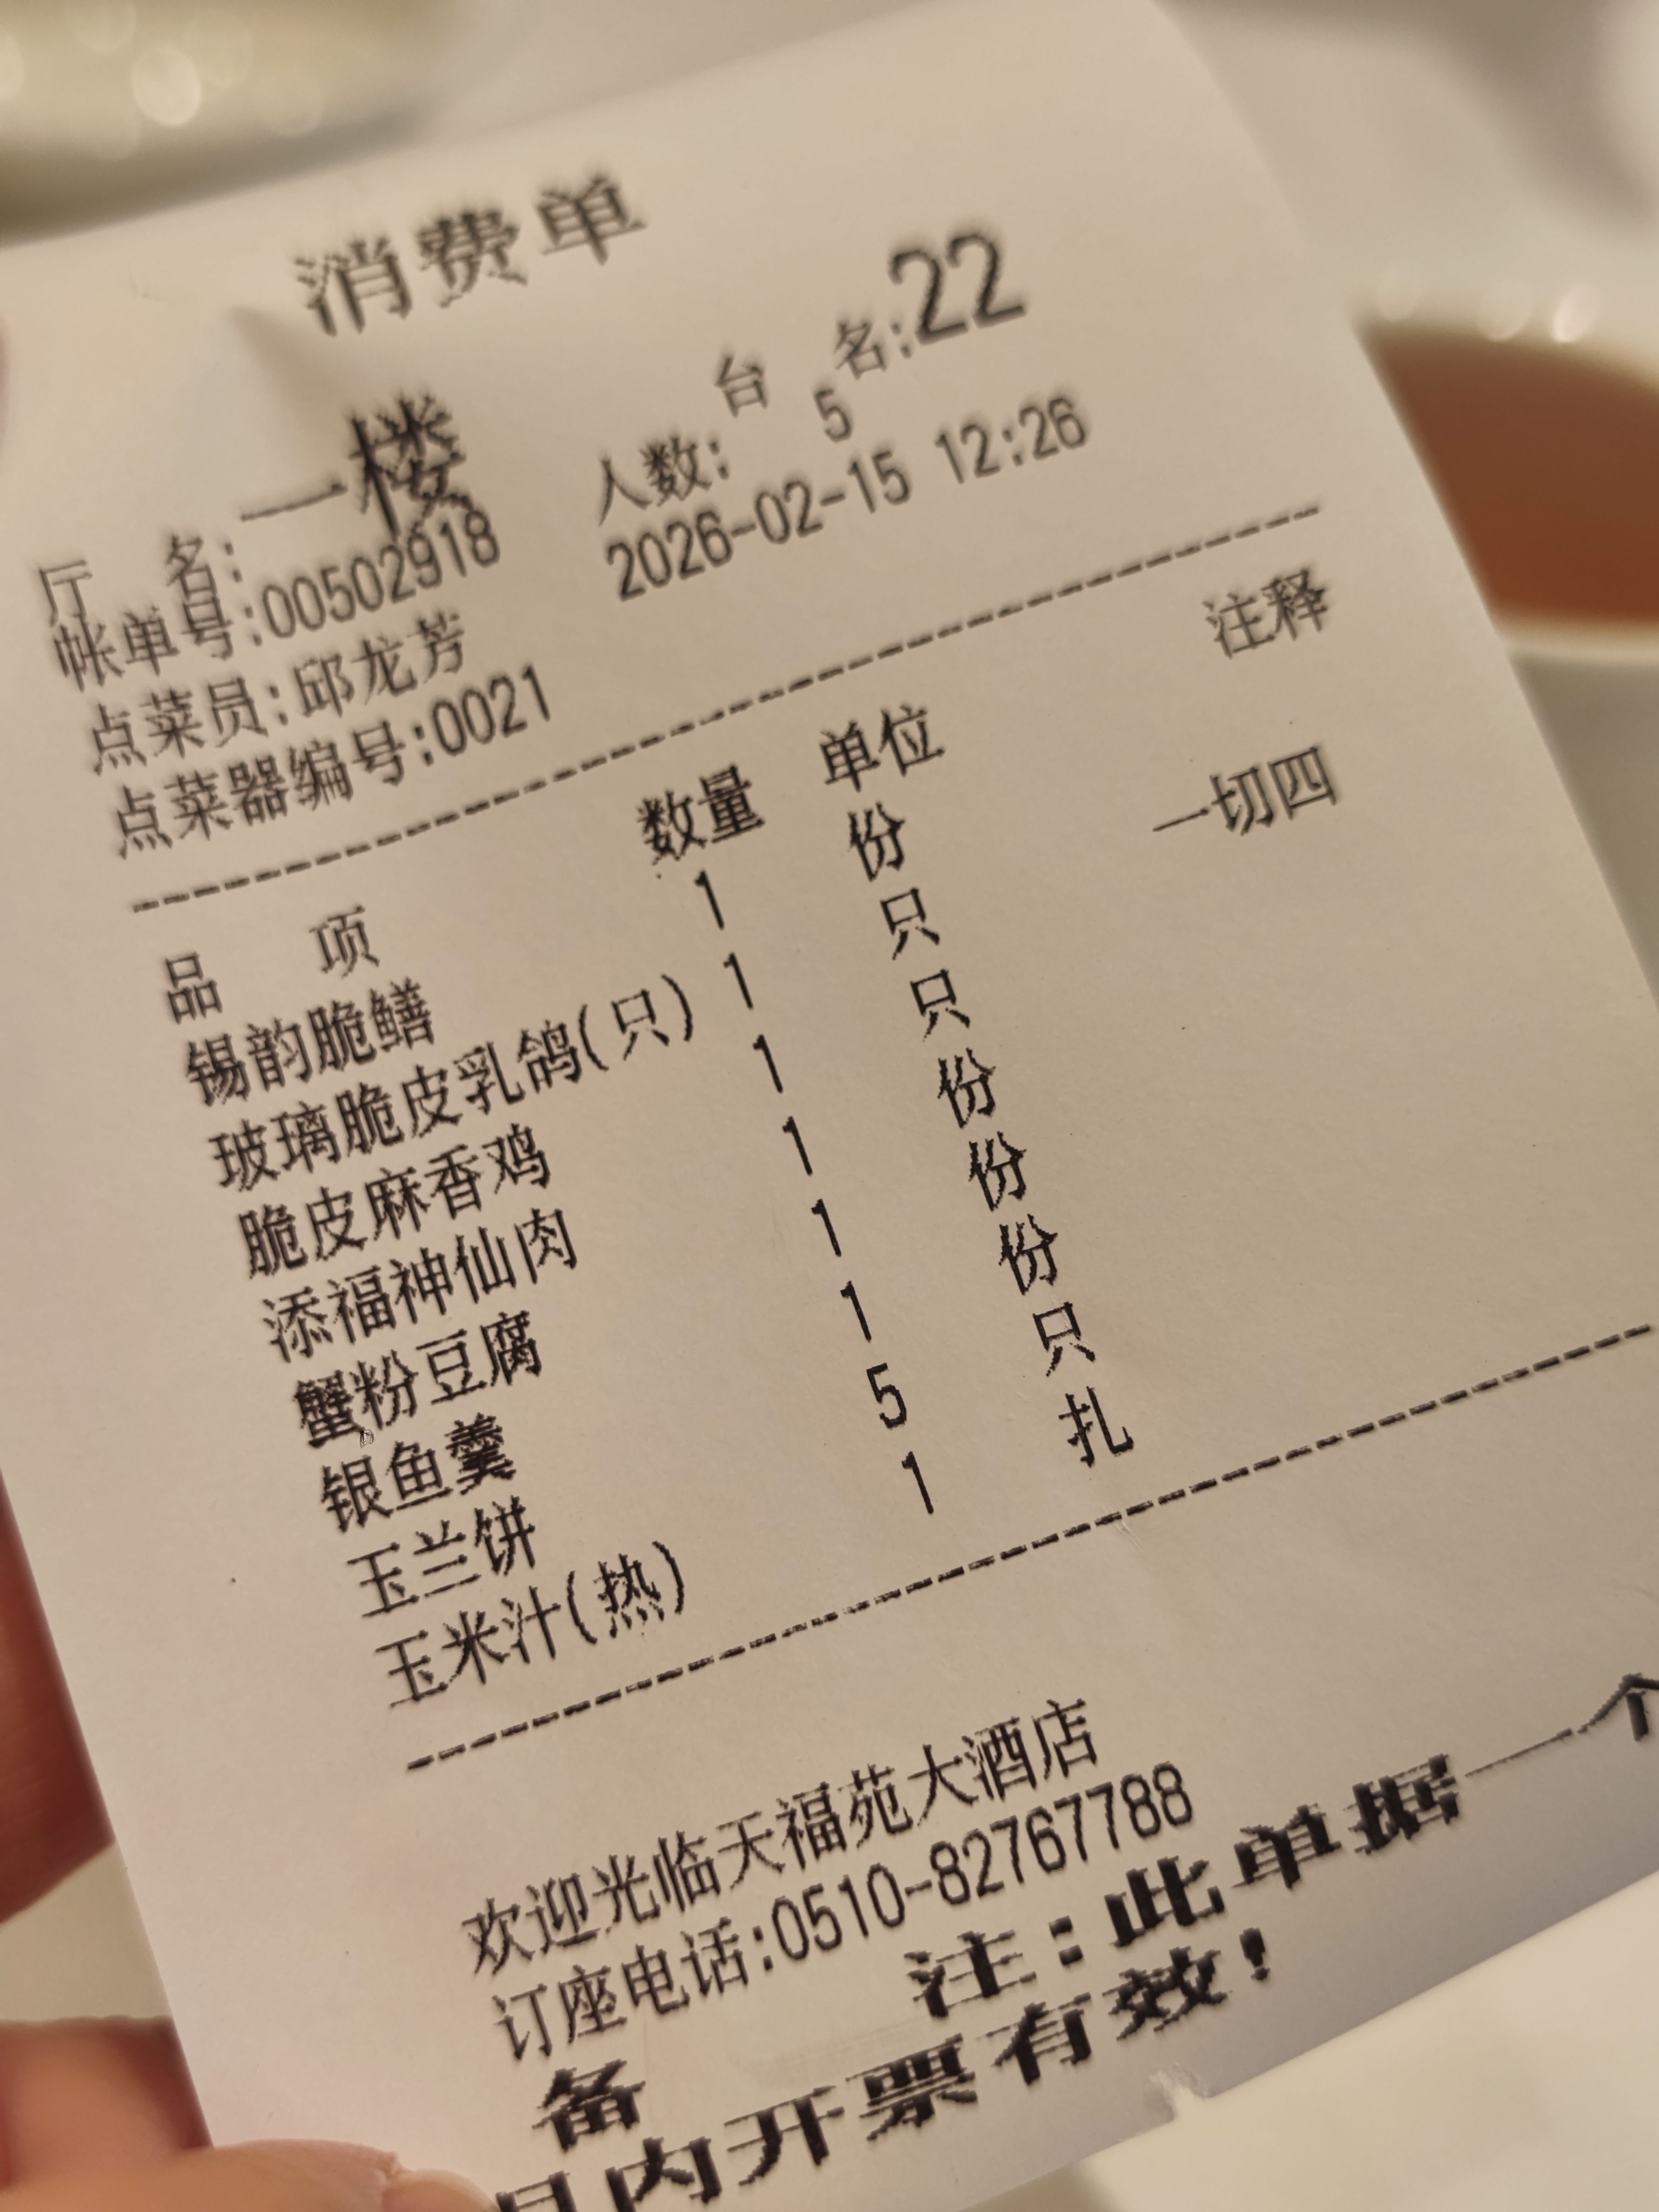 消费单
厅 名:一楼 台 名:22
帐单号:00502918 人数: 5
点菜员:邱龙芳 2026-02-15 12:26
点菜器编号:0021
品 项 数量 单位 注释
锡韵脆鳝 1 份
玻璃脆皮乳鸽(只) 1 只 一切四
脆皮麻香鸡 1 只
添福神仙肉 1 份
蟹粉豆腐 1 份
银鱼羹 1 份
玉兰饼 5 只
玉米汁(热) 1 扎
欢迎光临天福苑大酒店
订座电话:0510-82767788
备 注:此单据一个
月内开票有效!